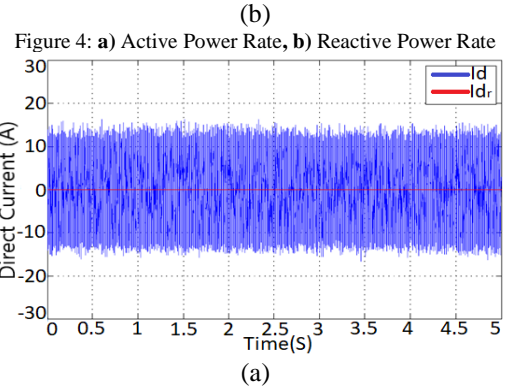 (b)
Figure 4: a) Active Power Rate, b) Reactive Power Rate
Direct Current (A)
30
20
10
0
-10
-20
-30
Id
Idr
0 0.5 1 1.5 2 2.5 3 3.5 4 4.5 5
Time(S)
(a)